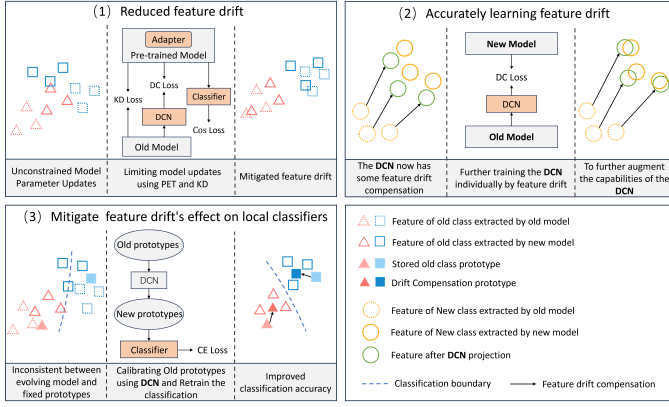 (1) Reduced feature drift
Adapter
Pre-trained Model
DC Loss
KD Loss
Classifier
DCN
Cos Loss
Old Model
Unconstrained Model
Parameter Updates
Limiting model updates
using PET and KD
Mitigated feature drift
(2) Accurately learning feature drift
New Model
DC Loss
DCN
Old Model
The DCN now has
some feature drift
compensation
Further training the DCN
individually by feature drift
To further augment
the capabilities of the
DCN
(3) Mitigate feature drift's effect on local classifiers
Old prototypes
DCN
New prototypes
Classifier
CE Loss
Inconsistent between
evolving model and
fixed prototypes
Calibrating Old prototypes
using DCN and Retrain the
classification
Improved
classification accuracy
Feature of old class extracted by old model
Feature of old class extracted by new model
Stored old class prototype
Drift Compensation prototype
Feature of New class extracted by old model
Feature of New class extracted by new model
Feature after DCN projection
Classification boundary
Feature drift compensation